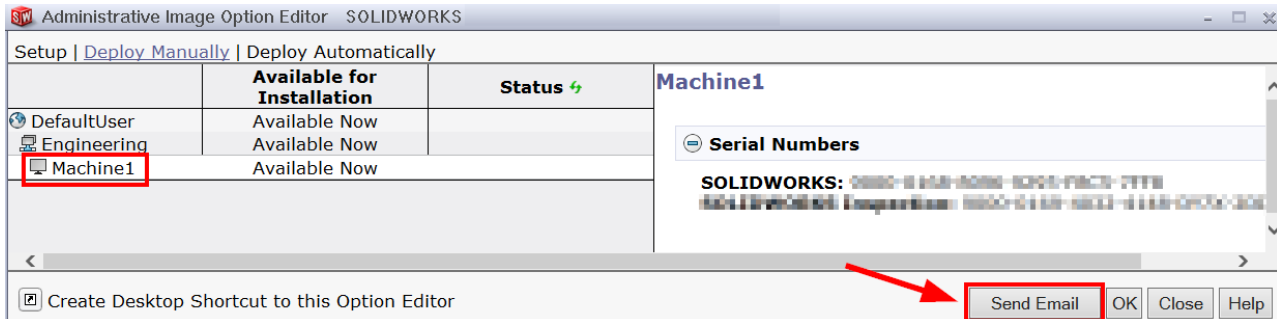 Administrative Image Option Editor SOLIDWORKS
Setup | Deploy Manually | Deploy Automatically
Available for Installation Status
DefaultUser Available Now
Engineering Available Now
Machine1 Available Now
Machine1
Serial Numbers
SOLIDWORKS:
Create Desktop Shortcut to this Option Editor
Send Email OK Close Help